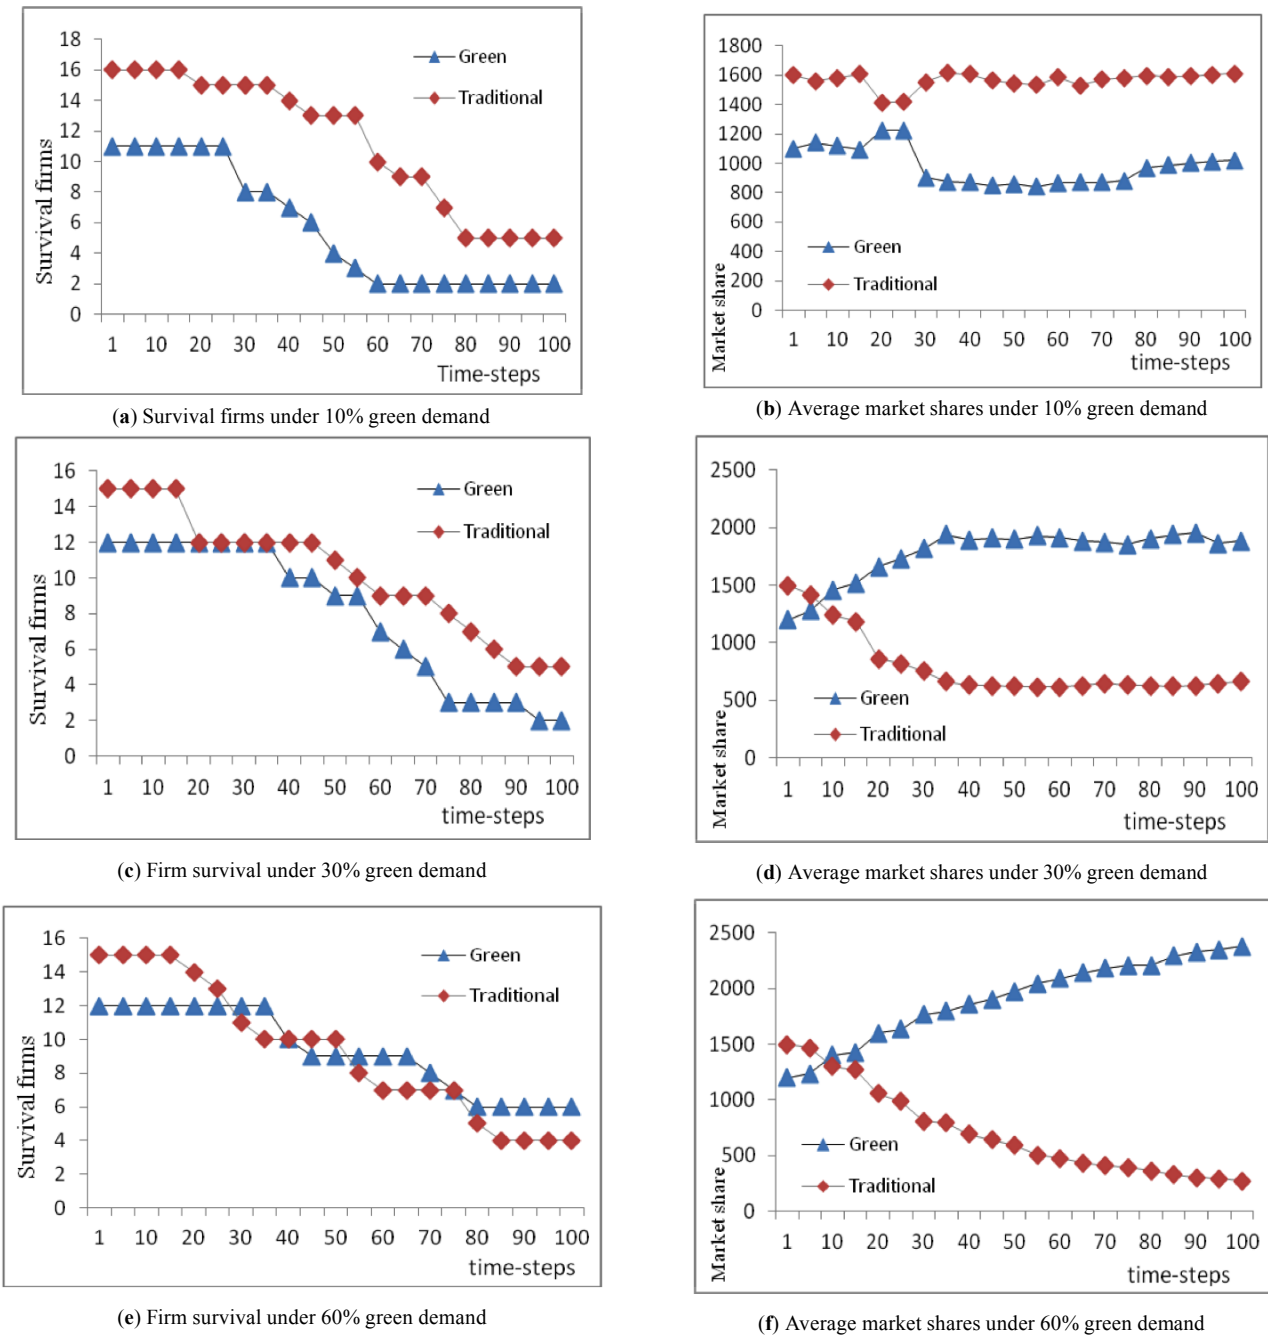 18
16
14
12
10
8
6
4
2
0
Survival firms
Green
Traditional
1 10 20 30 40 50 60 70 80 90 100
Time-steps
(a) Survival firms under 10% green demand
1800
1600
1400
1200
1000
800
600
400
200
0
Market share
Green
Traditional
1 10 20 30 40 50 60 70 80 90 100
time-steps
(b) Average market shares under 10% green demand
16
14
12
10
8
6
4
2
0
Survival firms
Green
Traditional
1 10 20 30 40 50 60 70 80 90 100
time-steps
(c) Firm survival under 30% green demand
2500
2000
1500
1000
500
0
Market share
Green
Traditional
1 10 20 30 40 50 60 70 80 90 100
time-steps
(d) Average market shares under 30% green demand
16
14
12
10
8
6
4
2
0
Survival firms
Green
Traditional
1 10 20 30 40 50 60 70 80 90 100
time-steps
(e) Firm survival under 60% green demand
2500
2000
1500
1000
500
0
Market share
Green
Traditional
1 10 20 30 40 50 60 70 80 90 100
time-steps
(f) Average market shares under 60% green demand